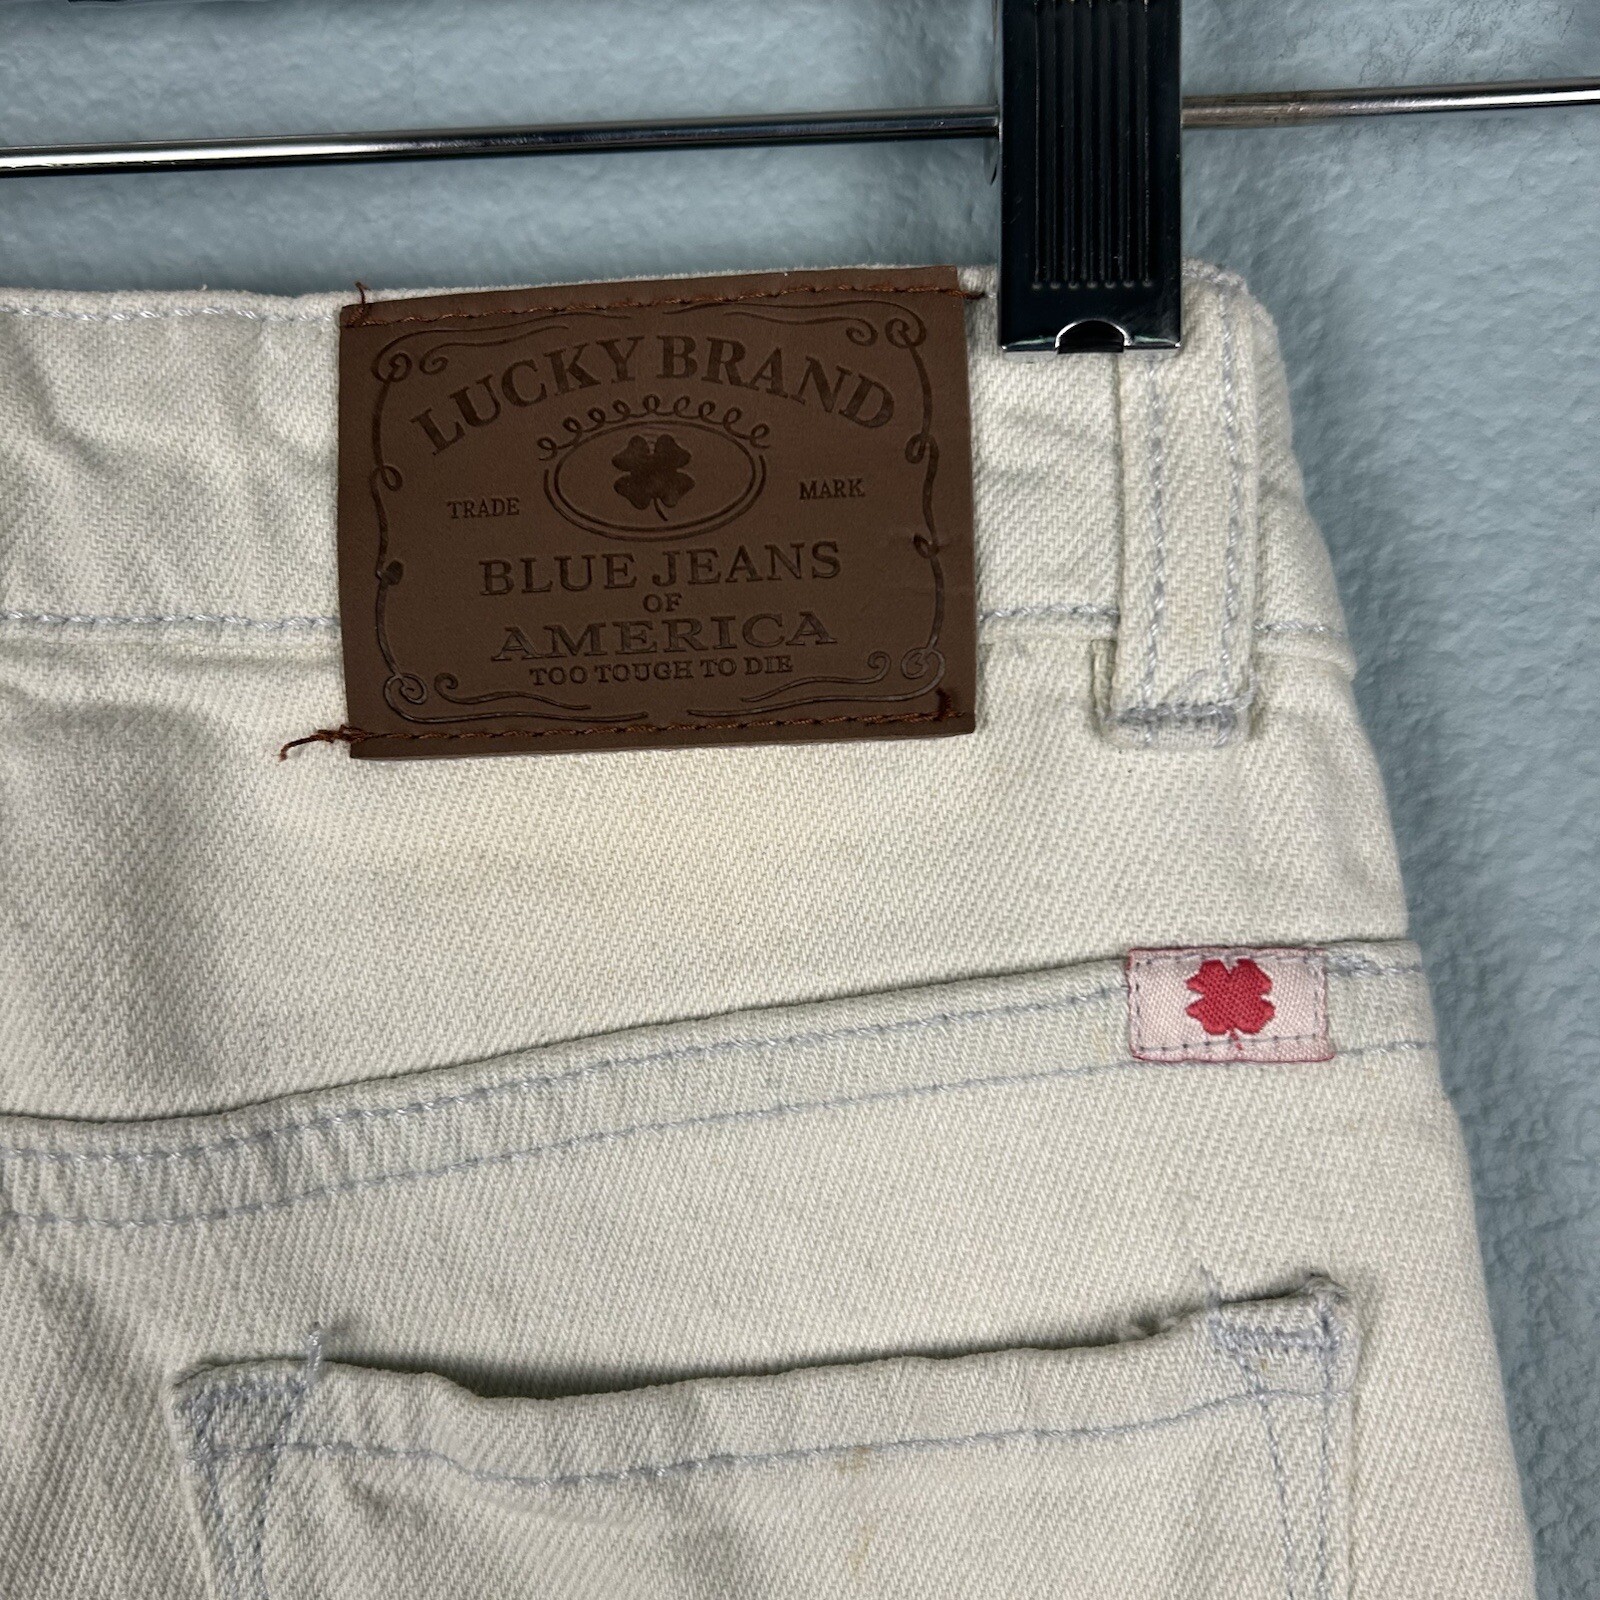 LUCKY BRAND
TRADE MARK
BLUE JEANS
OF
AMERICA
TOO TOUGH TO DIE